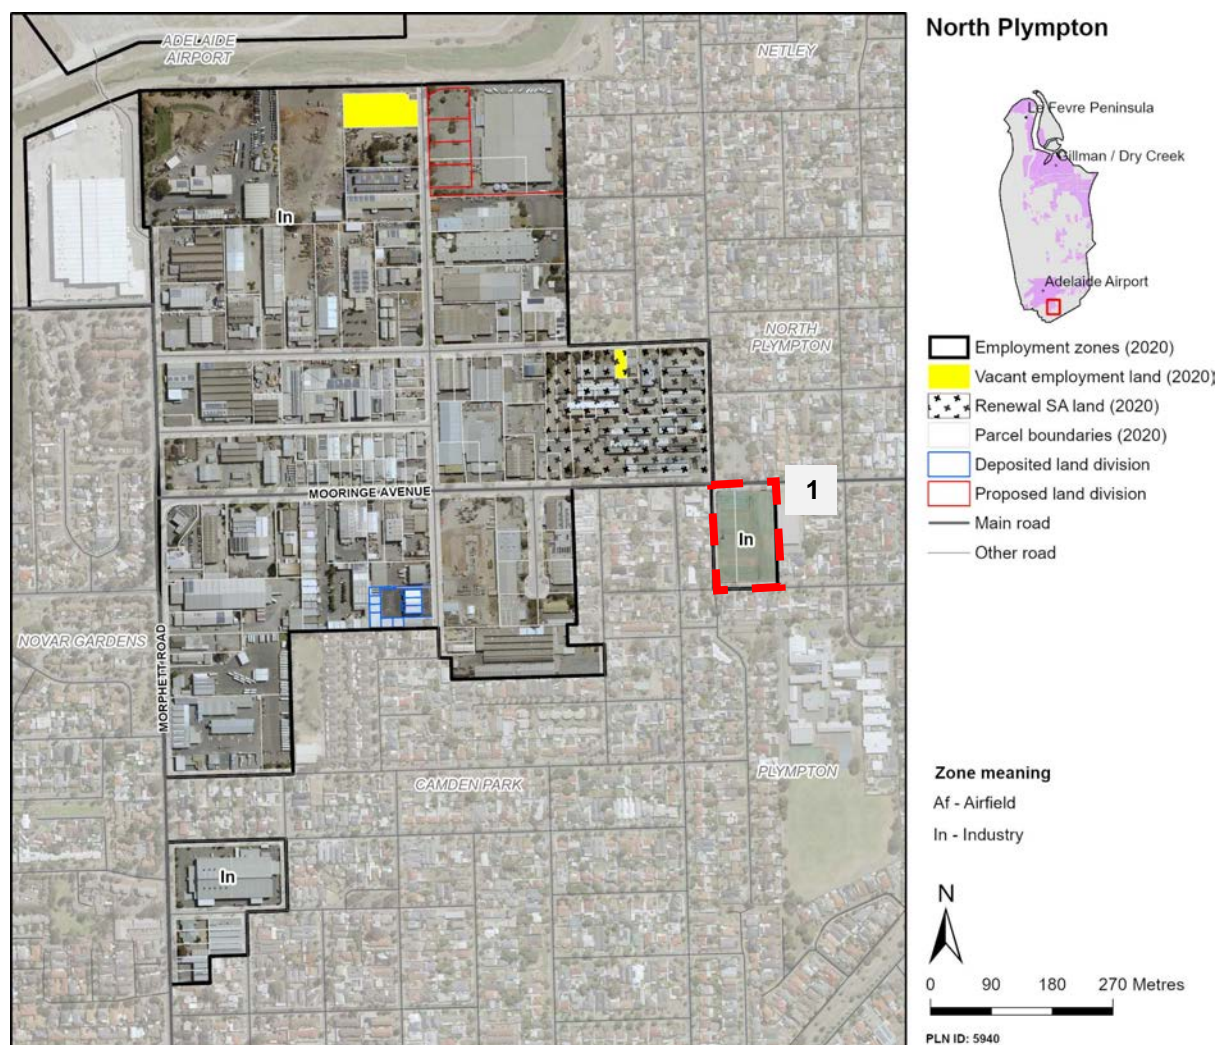 North Plympton
ADELAIDE
AIRPORT
NETLEY
Le Fevre Peninsula
Gillman / Dry Creek
Adelaide Airport
In
NORTH
PLYMPTON
Employment zones (2020)
Vacant employment land (2020)
Renewal SA land (2020)
Parcel boundaries (2020)
Deposited land division
Proposed land division
Main road
Other road
MOORINGE AVENUE
1
In
NOVAR GARDENS
MORPHETT ROAD
CAMDEN PARK
PLYMPTON
In
Zone meaning
Af - Airfield
In - Industry
N
0 90 180 270 Metres
PLN ID: 5940